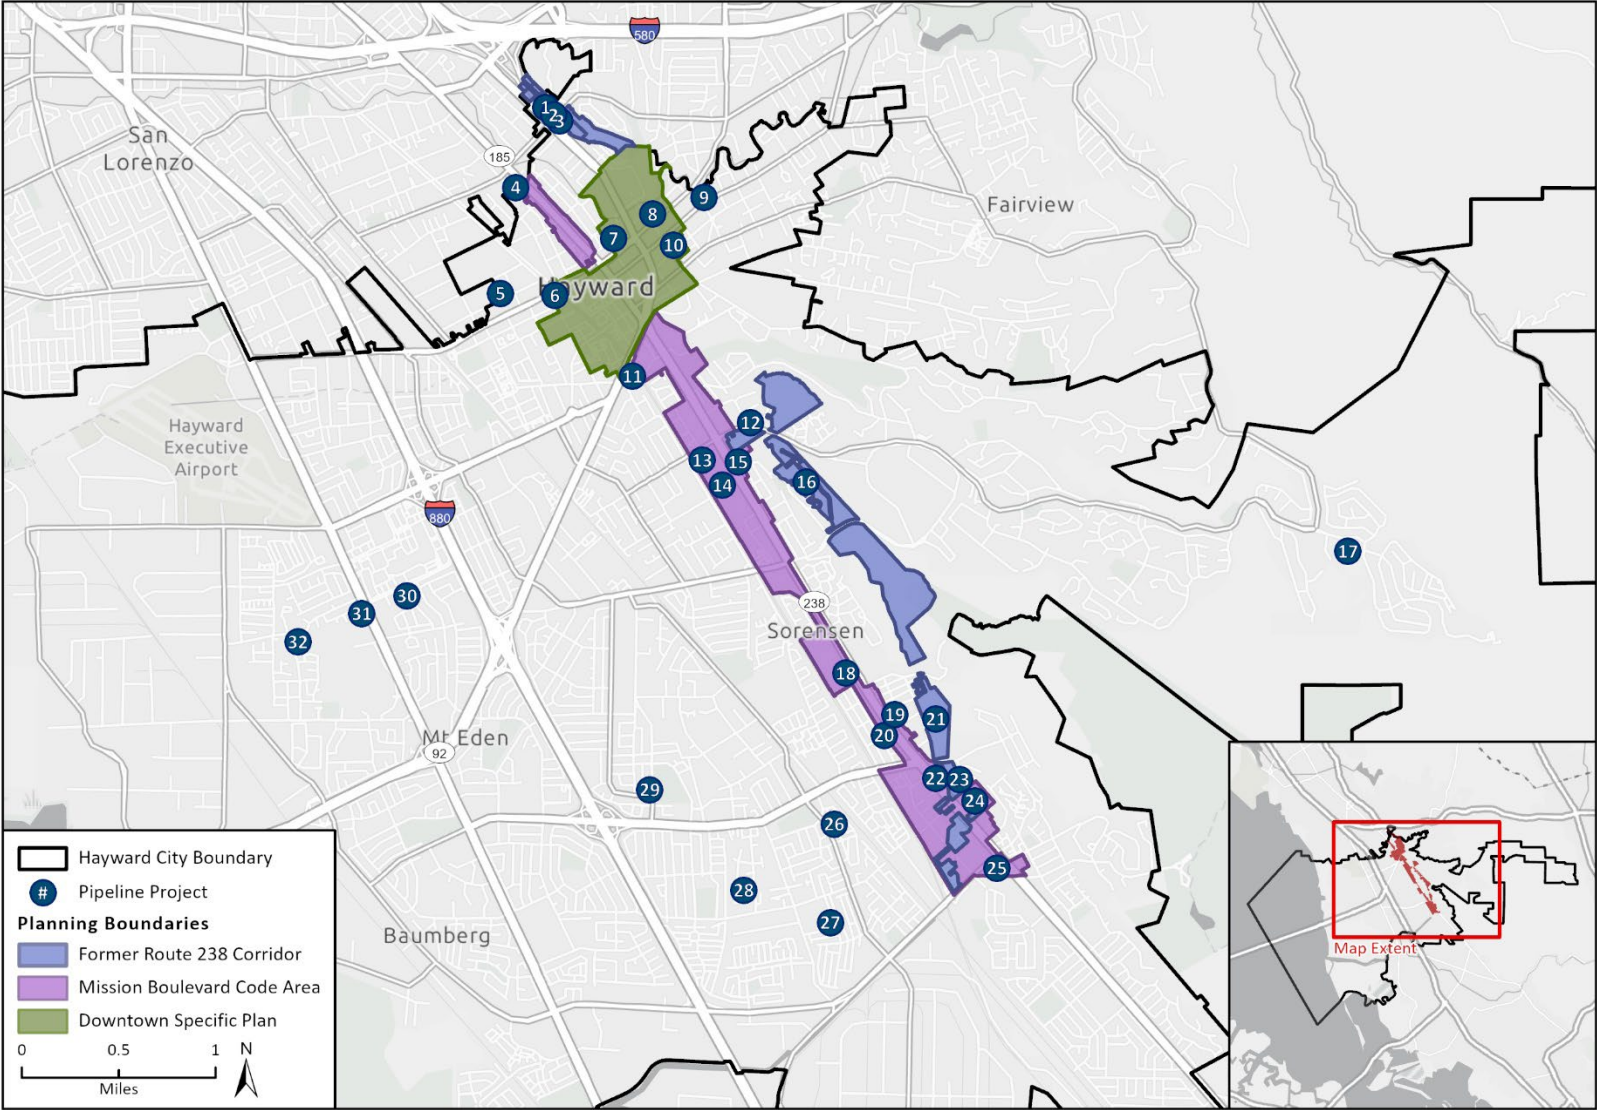 580
San
Lorenzo
1
2
3
185
4
9
Fairview
8
7
10
5
6
Hayward
11
Hayward
Executive
Airport
12
13
15
14
16
880
17
30
31
32
238
Sorensen
18
19
20
21
Mt Eden
92
22
23
24
29
26
25
28
27
Baumberg
Hayward City Boundary
# Pipeline Project
Planning Boundaries
Former Route 238 Corridor
Mission Boulevard Code Area
Downtown Specific Plan
0 0.5 1 N
Miles
Map Extent